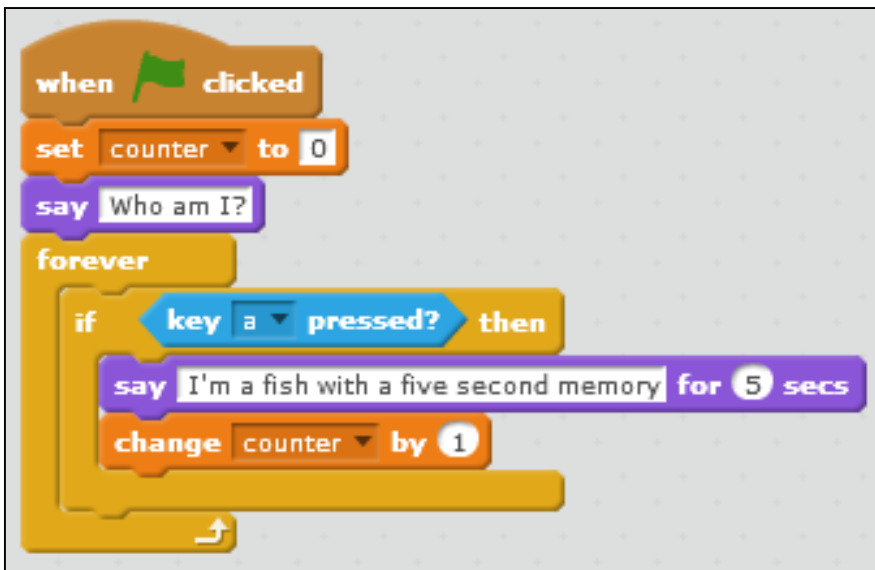 when clicked
set counter to 0
say Who am I?
forever
if key a pressed? then
say I'm a fish with a five second memory for 5 secs
change counter by 1